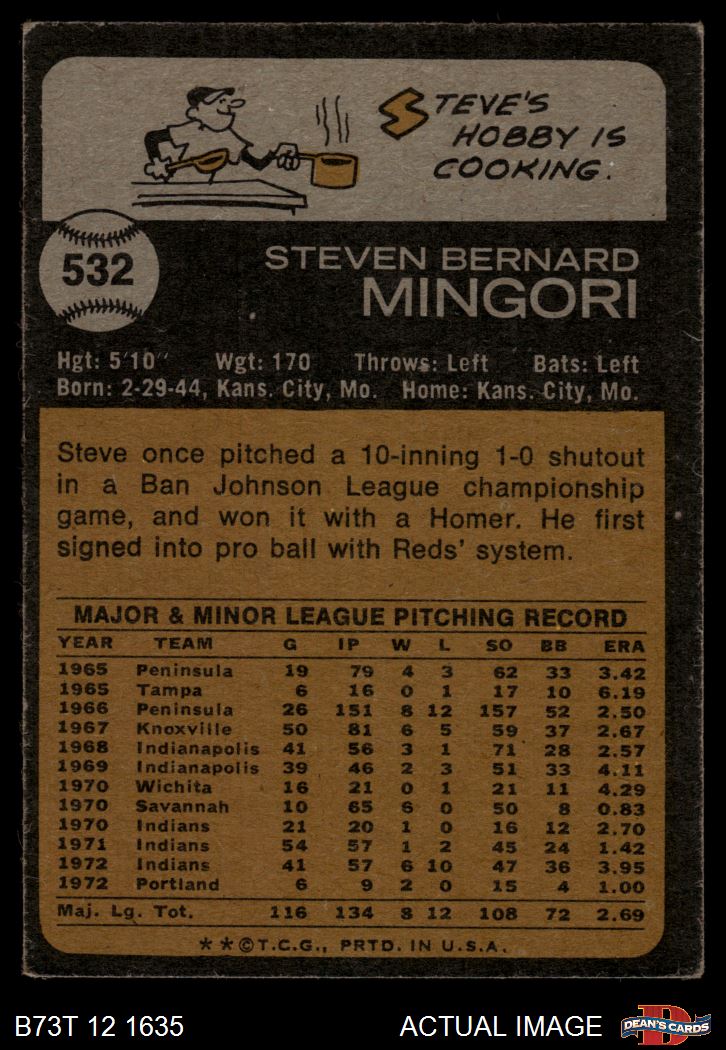 STEVE'S
HOBBY IS
COOKING.
532
STEVEN BERNARD
MINGORI
Hgt: 5'10" Wgt: 170 Throws: Left Bats: Left
Born: 2-29-44, Kans. City, Mo. Home: Kans. City, Mo.
Steve once pitched a 10-inning 1-0 shutout
in a Ban Johnson League championship
game, and won it with a Homer. He first
signed into pro ball with Reds' system.
MAJOR & MINOR LEAGUE PITCHING RECORD
YEAR TEAM G IP W L SO BB ERA
1965 Peninsula 19 79 4 3 62 33 3.42
1965 Tampa 6 16 0 1 17 10 6.19
1966 Peninsula 26 151 8 12 157 52 2.50
1967 Knoxville 50 81 6 5 59 37 2.67
1968 Indianapolis 41 56 3 1 71 28 2.57
1969 Indianapolis 39 46 2 3 51 33 4.11
1970 Wichita 16 21 0 1 21 11 4.29
1970 Savannah 10 65 6 0 50 8 0.83
1970 Indians 21 20 1 0 16 12 2.70
1971 Indians 54 57 1 2 45 24 1.42
1972 Indians 41 57 6 10 47 36 3.95
1972 Portland 6 9 2 0 15 4 1.00
Maj. Lg. Tot. 116 134 8 12 108 72 2.69
**©T.C.G., PRTD. IN U.S.A.
B73T 12 1635 ACTUAL IMAGE DEAN'S CARDS